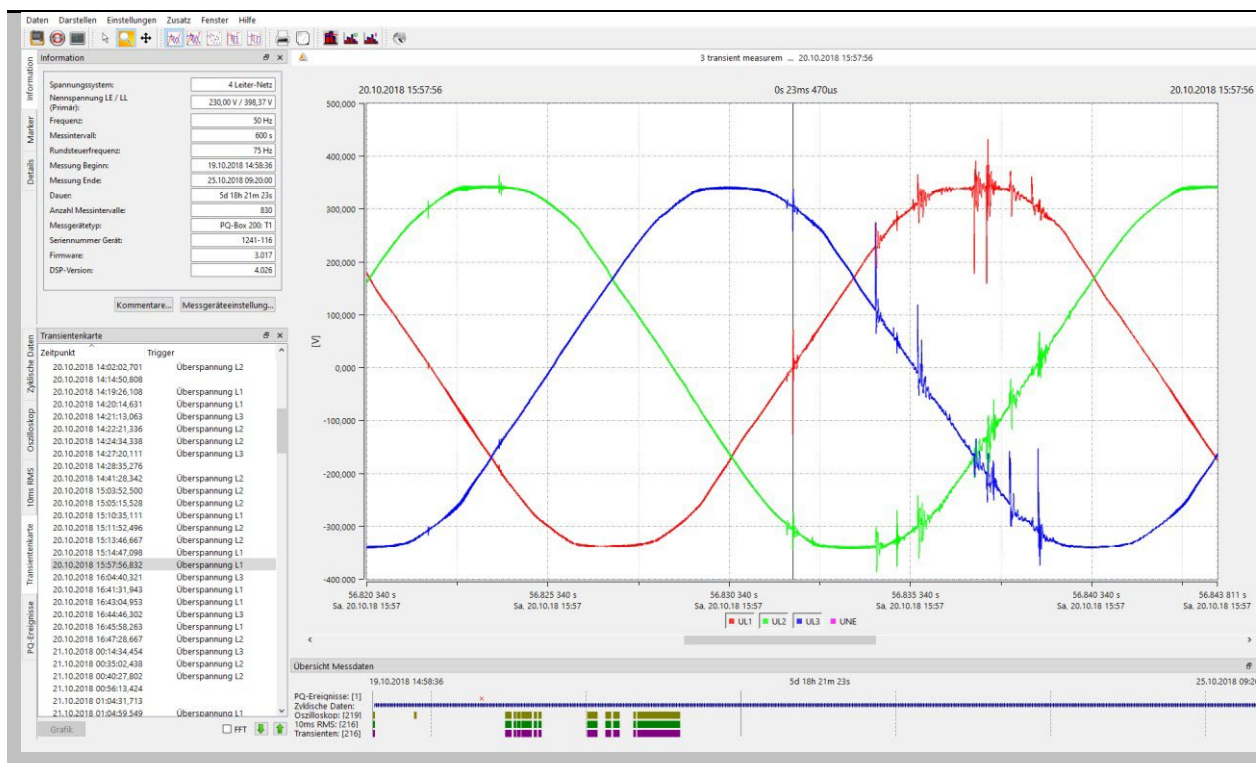 Daten Darstellen Einstellungen Zusatz Fenster Hilfe
Information
Information
Marker
Details
Spannungssystem: 4 Leiter-Netz
Nennspannung LE / LL
(Primär): 230,00 V / 398,37 V
Frequenz: 50 Hz
Messintervall: 600 s
Rundsteuerfrequenz: 75 Hz
Messung Beginn: 19.10.2018 14:58:36
Messung Ende: 25.10.2018 09:20:00
Dauer: 5d 18h 21m 23s
Anzahl Messintervalle: 830
Messgerätetyp: PQ-Box 200: T1
Seriennummer Gerät: 1241-116
Firmware: 3.017
DSP-Version: 4.026
Kommentare... Messgeräteeinstellung...
Zyklische Daten
Oszilloskop
10ms RMS
Transientenkarte
PQ-Ereignisse
Transientenkarte
Zeitpunkt Trigger
20.10.2018 14:02:02,701 Überspannung L2
20.10.2018 14:14:50,808
20.10.2018 14:19:26,108 Überspannung L1
20.10.2018 14:20:14,631 Überspannung L1
20.10.2018 14:21:13,063 Überspannung L3
20.10.2018 14:22:21,336 Überspannung L2
20.10.2018 14:24:34,338 Überspannung L2
20.10.2018 14:27:20,111 Überspannung L3
20.10.2018 14:28:35,276
20.10.2018 14:41:28,342 Überspannung L2
20.10.2018 15:03:52,500 Überspannung L2
20.10.2018 15:05:15,528 Überspannung L2
20.10.2018 15:10:35,111 Überspannung L1
20.10.2018 15:11:52,496 Überspannung L2
20.10.2018 15:13:46,667 Überspannung L2
20.10.2018 15:14:47,098 Überspannung L1
20.10.2018 15:57:56,832 Überspannung L1
20.10.2018 16:04:40,321 Überspannung L3
20.10.2018 16:41:31,943 Überspannung L1
20.10.2018 16:43:04,953 Überspannung L1
20.10.2018 16:44:46,302 Überspannung L3
20.10.2018 16:45:58,263 Überspannung L1
20.10.2018 16:47:28,667 Überspannung L2
21.10.2018 00:14:34,454 Überspannung L3
21.10.2018 00:35:02,438 Überspannung L2
21.10.2018 00:40:27,802 Überspannung L2
21.10.2018 00:56:13,424
21.10.2018 01:04:31,713
21.10.2018 01:04:59,549 Überspannung L1
Grafik FFT
3 transient measurem ... 20.10.2018 15:57:56
20.10.2018 15:57:56 0s 23ms 470us 20.10.2018 15:57:56
[V]
500,000
400,000
300,000
200,000
100,000
0,000
-100,000
-200,000
-300,000
-400,000
56.820 340 s 56.825 340 s 56.830 340 s 56.835 340 s 56.840 340 s 56.843 811 s
Sa. 20.10.18 15:57 Sa. 20.10.18 15:57 Sa. 20.10.18 15:57 Sa. 20.10.18 15:57 Sa. 20.10.18 15:57 Sa. 20.10.18 15:57
UL1 UL2 UL3 UNE
Übersicht Messdaten
19.10.2018 14:58:36 5d 18h 21m 23s 25.10.2018 09:20
PQ-Ereignisse: [1]
Zyklische Daten:
Oszilloskop: [219]
10ms RMS: [216]
Transienten: [216]